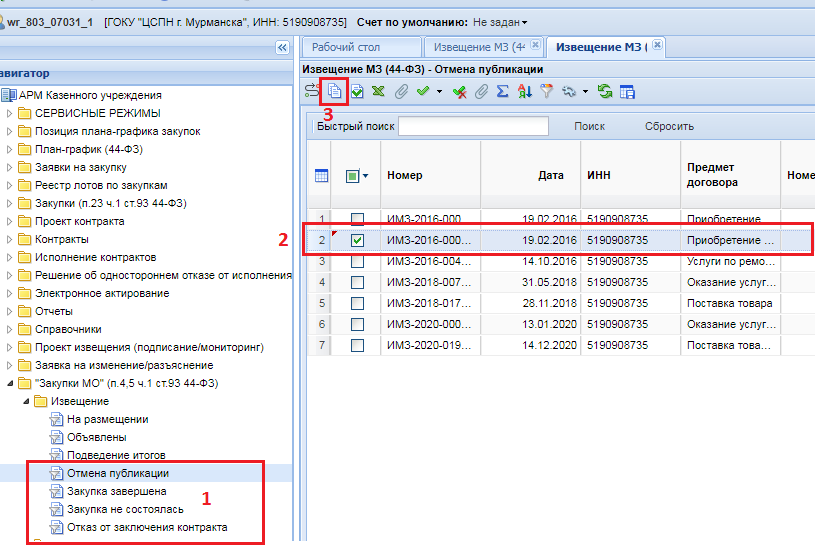 wr_803_07031_1 [ГОКУ "ЦСПН г. Мурманска", ИНН: 5190908735] Счет по умолчанию: Не задан
Рабочий стол Извещение МЗ (44- Извещение МЗ (
авигатор
Извещение МЗ (44-ФЗ) - Отмена публикации
АРМ Казенного учреждения
СЕРВИСНЫЕ РЕЖИМЫ
Позиция плана-графика закупок
План-график (44-ФЗ)
Заявки на закупку
Реестр лотов по закупкам
Закупки (п.23 ч.1 ст.93 44-ФЗ)
Проект контракта
Контракты
Исполнение контрактов
Решение об одностороннем отказе от исполнения
Электронное актирование
Отчеты
Справочники
Проект извещения (подписание/мониторинг)
Заявка на изменение/разъяснение
"Закупки МО" (п.4,5 ч.1 ст.93 44-ФЗ)
Извещение
На размещении
Объявлены
Подведение итогов
Отмена публикации
Закупка завершена
Закупка не состоялась
Отказ от заключения контракта
1
2
3
Быстрый поиск Поиск Сбросить
Номер Дата ИНН Предмет договора Номе
1 ИМЗ-2016-000 19.02.2016 5190908735 Приобретение
2 ИМЗ-2016-000... 19.02.2016 5190908735 Приобретение ...
3 ИМЗ-2016-004... 14.10.2016 5190908735 Услуги по ремо...
4 ИМЗ-2018-007... 31.05.2018 5190908735 Оказание услуг...
5 ИМЗ-2018-017... 28.11.2018 5190908735 Поставка товара
6 ИМЗ-2020-000... 13.01.2020 5190908735 Оказание услуг...
7 ИМЗ-2020-019... 14.12.2020 5190908735 Поставка това...